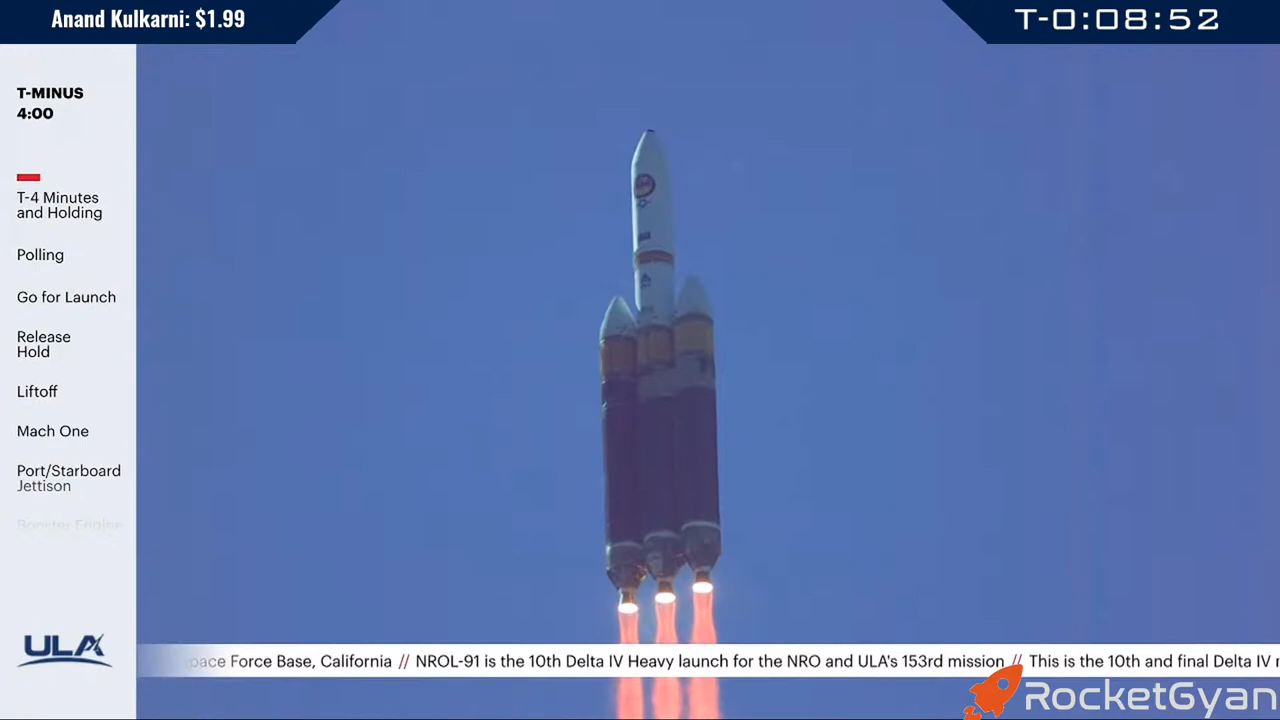 Anand Kulkarni: $1.99
T-0:08:52
T-MINUS
4:00
T-4 Minutes
and Holding
Polling
Go for Launch
Release
Hold
Liftoff
Mach One
Port/Starboard
Jettison
Booster Engine
ULA
pace Force Base, California // NROL-91 is the 10th Delta IV Heavy launch for the NRO and ULA's 153rd mission // This is the 10th and final Delta IV
RocketGyan